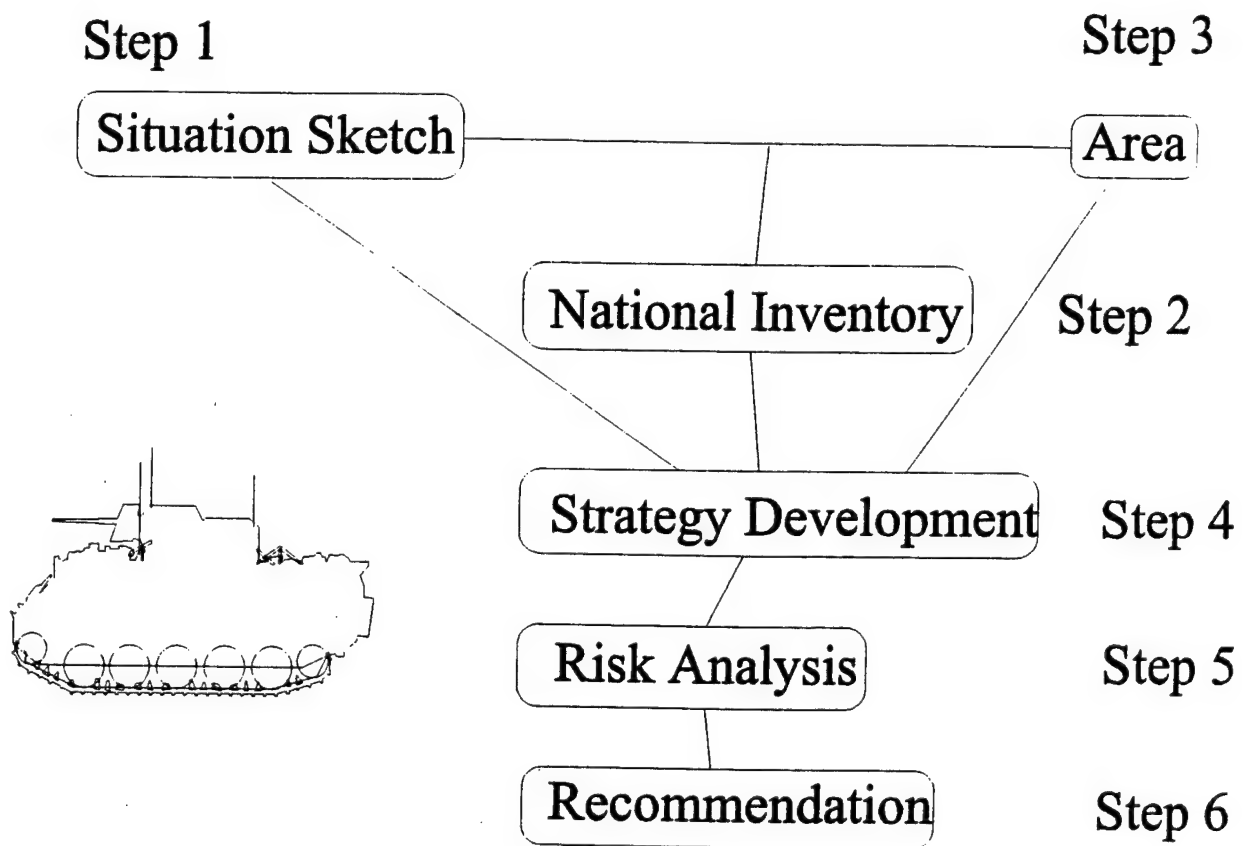 Step 1
Step 3
Situation Sketch
Area
National Inventory
Step 2
Strategy Development
Step 4
Risk Analysis
Step 5
Recommendation
Step 6